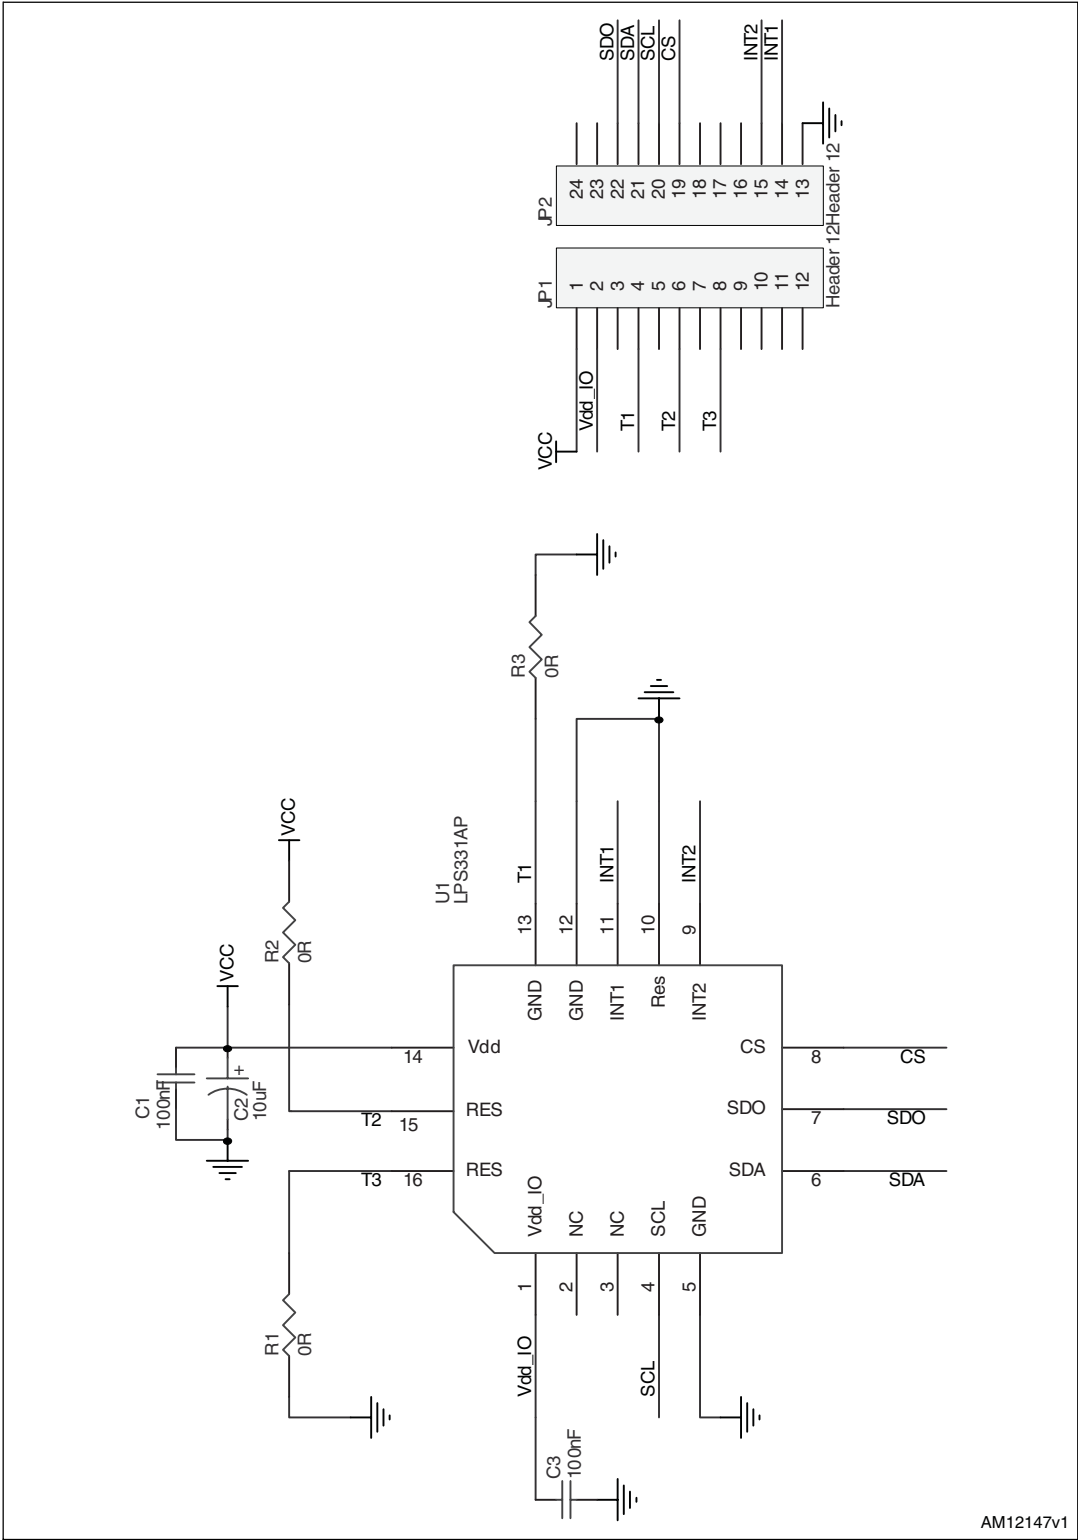 SDO
SDA
SCL
CS
INT2
INT1
JP2
24
23
22
21
20
19
18
17
16
15
14
13
Header 12
JP1
1
2
3
4
5
6
7
8
9
10
11
12
Header 12
VCC
Vdd_IO
T1
T2
T3
R3
0R
VCC
R2
0R
VCC
C1
100nF
C2
+
10uF
U1
LPS331AP
T1
INT1
INT2
13
12
11
10
9
GND
GND
INT1
Res
INT2
14
Vdd
T2
15
RES
T3
16
RES
CS
8
CS
SDO
7
SDO
SDA
6
SDA
Vdd_IO
NC
NC
SCL
GND
1
2
3
4
5
R1
0R
Vdd_IO
SCL
C3
100nF
AM12147v1